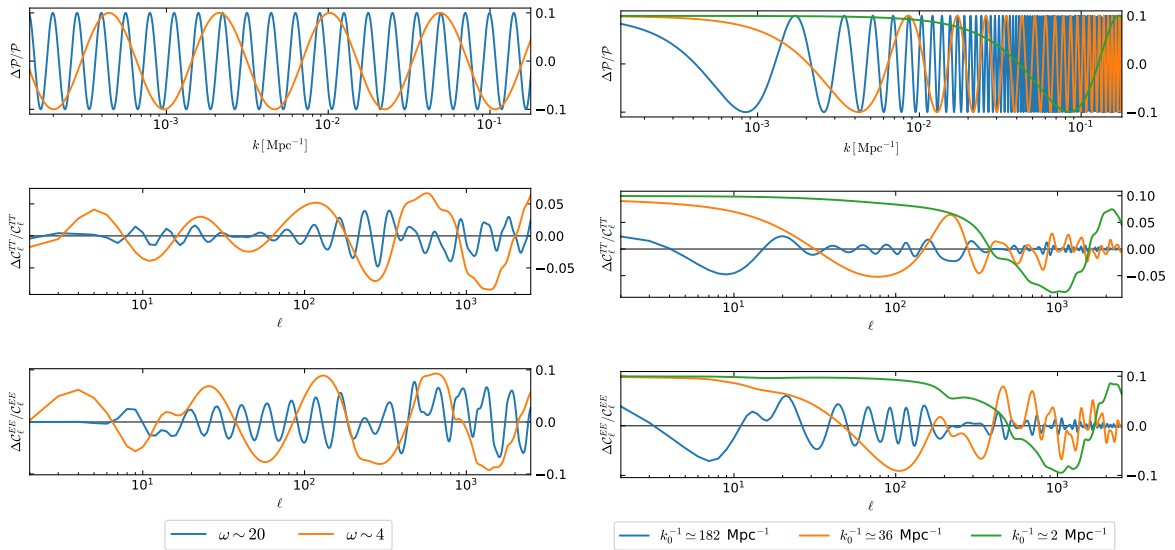 ΔP/P
0.1
0.0
−0.1
10⁻³
10⁻²
10⁻¹
k [Mpc⁻¹]
ΔC_ℓ^TT/C_ℓ^TT
0.05
0.00
−0.05
10¹
10²
10³
ℓ
ΔC_ℓ^EE/C_ℓ^EE
0.1
0.0
−0.1
10¹
10²
10³
ℓ
ω ∼ 20 ω ∼ 4
ΔP/P
0.1
0.0
−0.1
10⁻³
10⁻²
10⁻¹
k [Mpc⁻¹]
ΔC_ℓ^TT/C_ℓ^TT
0.10
0.05
0.00
−0.05
10¹
10²
10³
ℓ
ΔC_ℓ^EE/C_ℓ^EE
0.1
0.0
−0.1
10¹
10²
10³
ℓ
k₀⁻¹ ≃ 182 Mpc⁻¹ k₀⁻¹ ≃ 36 Mpc⁻¹ k₀⁻¹ ≃ 2 Mpc⁻¹